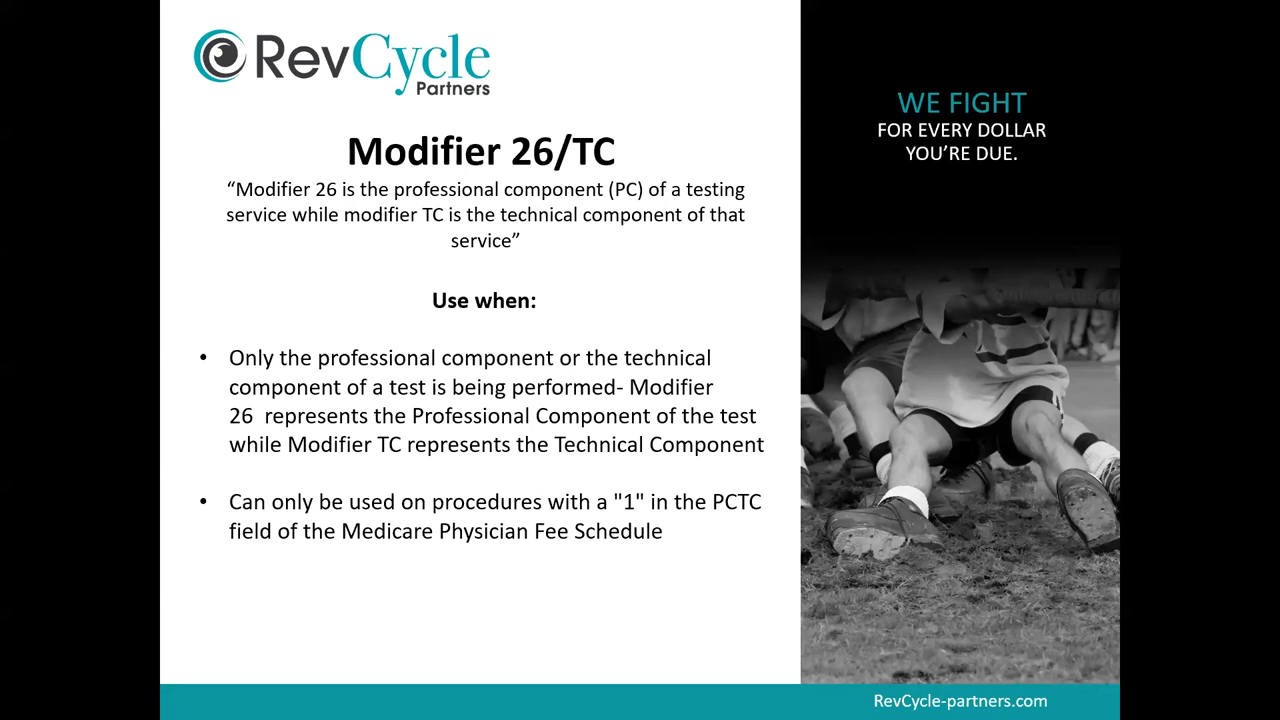 RevCycle
Partners
WE FIGHT
FOR EVERY DOLLAR
YOU’RE DUE.
Modifier 26/TC
“Modifier 26 is the professional component (PC) of a testing
service while modifier TC is the technical component of that
service”
Use when:
• Only the professional component or the technical
component of a test is being performed- Modifier
26  represents the Professional Component of the test
while Modifier TC represents the Technical Component
• Can only be used on procedures with a "1" in the PCTC
field of the Medicare Physician Fee Schedule
RevCycle-partners.com